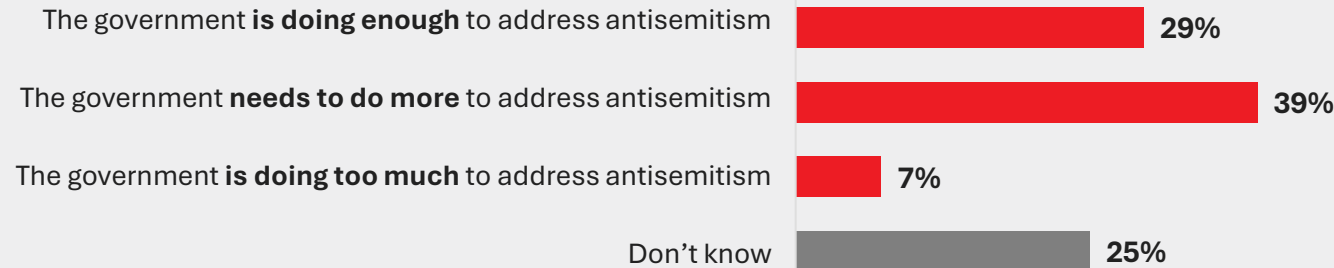 The government is doing enough to address antisemitism 29%
The government needs to do more to address antisemitism 39%
The government is doing too much to address antisemitism 7%
Don’t know 25%